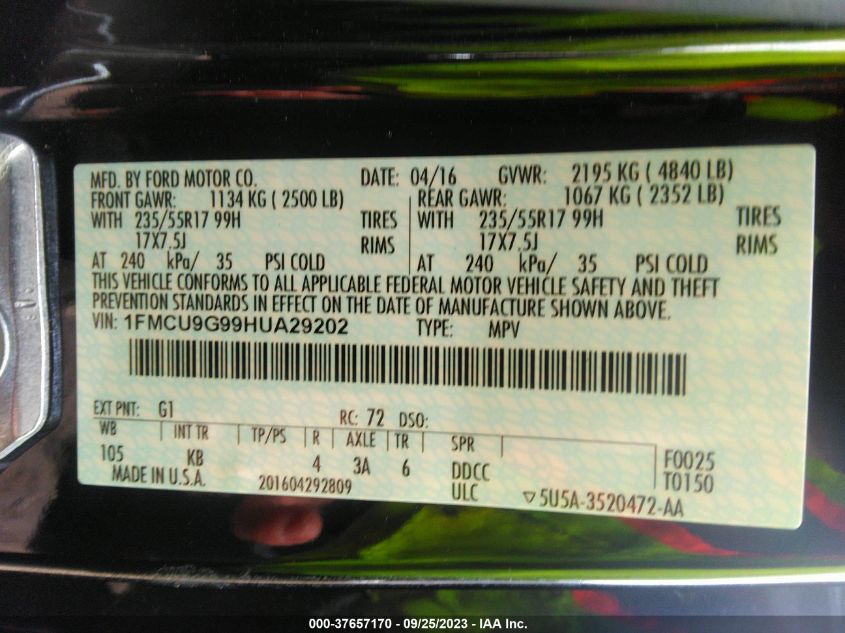 MFD. BY FORD MOTOR CO. DATE: 04/16 GVWR: 2195 KG ( 4840 LB)
FRONT GAWR: 1134 KG ( 2500 LB) REAR GAWR: 1067 KG ( 2352 LB)
WITH 235/55R17 99H TIRES WITH 235/55R17 99H TIRES
17X7.5J RIMS 17X7.5J RIMS
AT 240 kPa/ 35 PSI COLD AT 240 kPa/ 35 PSI COLD
THIS VEHICLE CONFORMS TO ALL APPLICABLE FEDERAL MOTOR VEHICLE SAFETY AND THEFT
PREVENTION STANDARDS IN EFFECT ON THE DATE OF MANUFACTURE SHOWN ABOVE.
VIN: 1FMCU9G99HUA29202 TYPE: MPV
EXT PNT: G1 RC: 72 DSO:
WB INT TR TP/PS R AXLE TR SPR
105 KB 4 3A 6 DDCC F0025
MADE IN U.S.A. 201604292809 ULC T0150
5U5A-3520472-AA
000-37657170 - 09/25/2023 - IAA Inc.